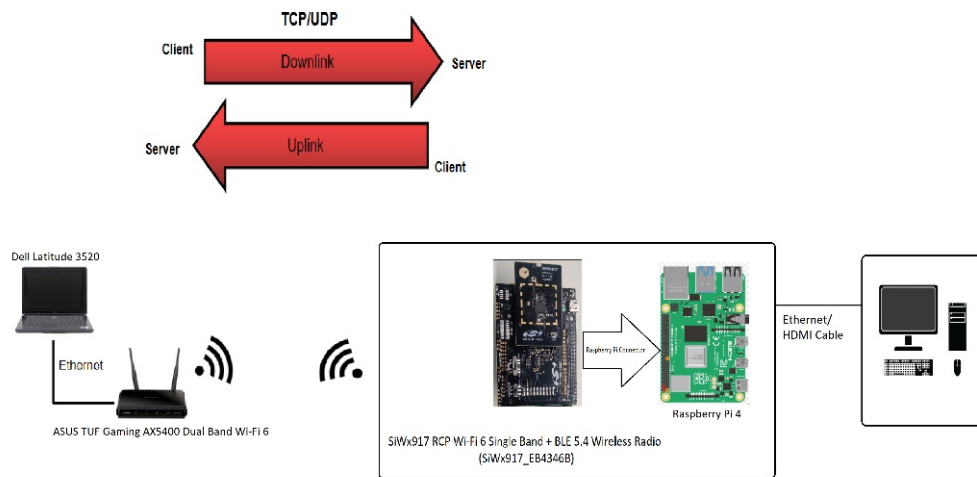 TCP/UDP
Client
Downlink
Server
Server
Uplink
Client
Dell Latitude 3520
Ethernet
ASUS TUF Gaming AX5400 Dual Band Wi-Fi 6
Raspberry Pi Connector
Raspberry Pi 4
SiWx917 RCP Wi-Fi 6 Single Band + BLE 5.4 Wireless Radio
(SiWx917_EB4346B)
Ethernet/
HDMI Cable